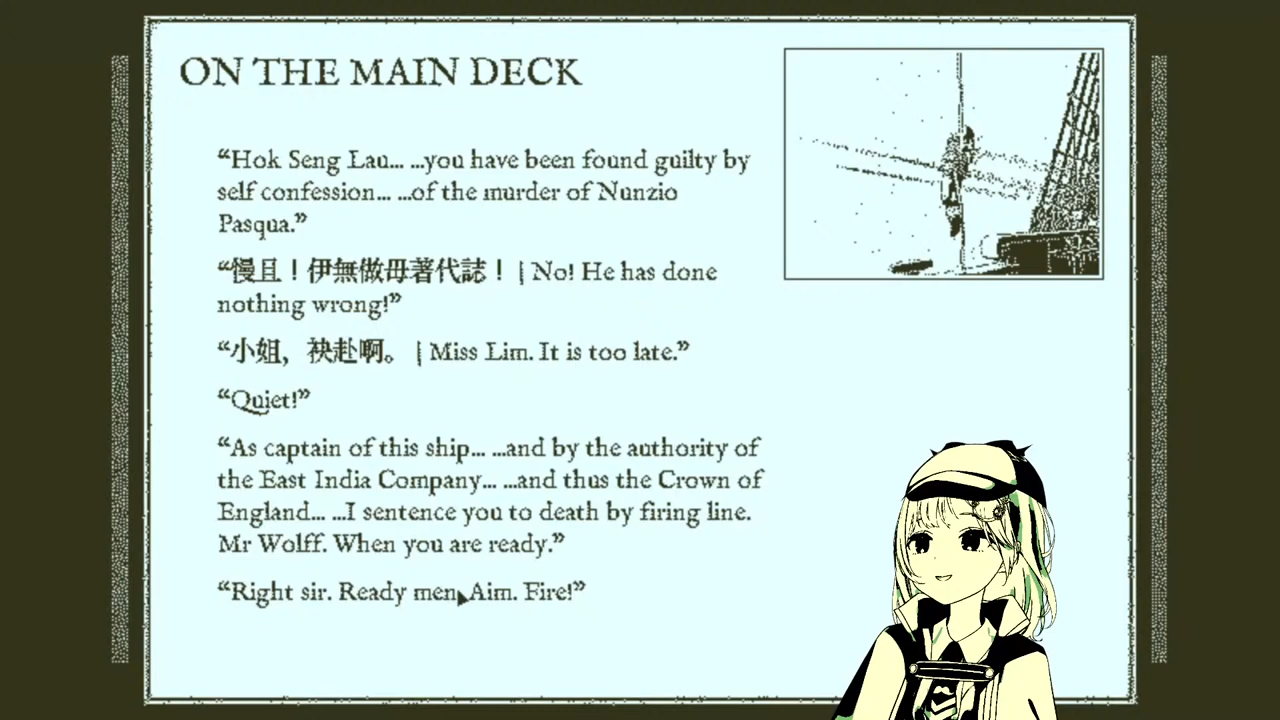 ON THE MAIN DECK
“Hok Seng Lau... ...you have been found guilty by
self confession... ...of the murder of Nunzio
Pasqua.”
“慢且！伊無做毋著代誌！ | No! He has done
nothing wrong!”
“小姐，袂赴啊。 | Miss Lim. It is too late.”
“Quiet!”
“As captain of this ship... ...and by the authority of
the East India Company... ...and thus the Crown of
England... ...I sentence you to death by firing line.
Mr Wolff. When you are ready.”
“Right sir. Ready men. Aim. Fire!”